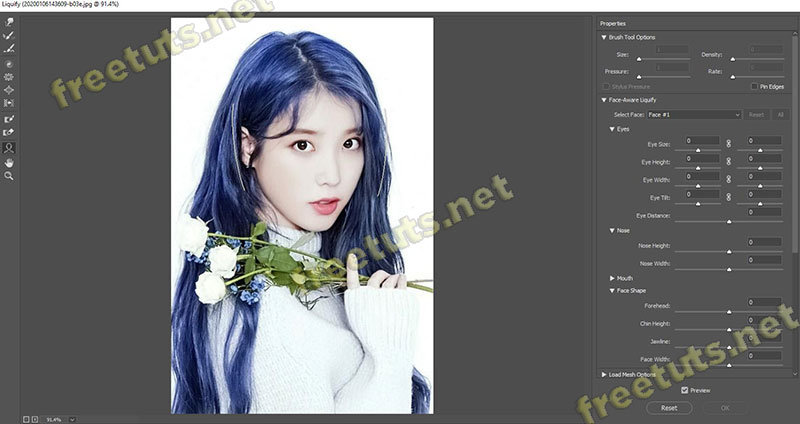 Liquify (20200106143609-b03e.jpg @ 91.4%)
freetuts.net
freetuts.net
freetuts.net
Properties
Brush Tool Options
Size:
Density:
Pressure:
Rate:
Stylus Pressure
Pin Edges
Face-Aware Liquify
Select Face: Face #1 Reset All
Eyes
Eye Size: 0 0
Eye Height: 0 0
Eye Width: 0 0
Eye Tilt: 0 0
Eye Distance: 0
Nose
Nose Height: 0
Nose Width: 0
Mouth
Face Shape
Forehead: 0
Chin Height: 0
Jawline: 0
Face Width: 0
Load Mesh Options
Preview
Reset OK
91.4%